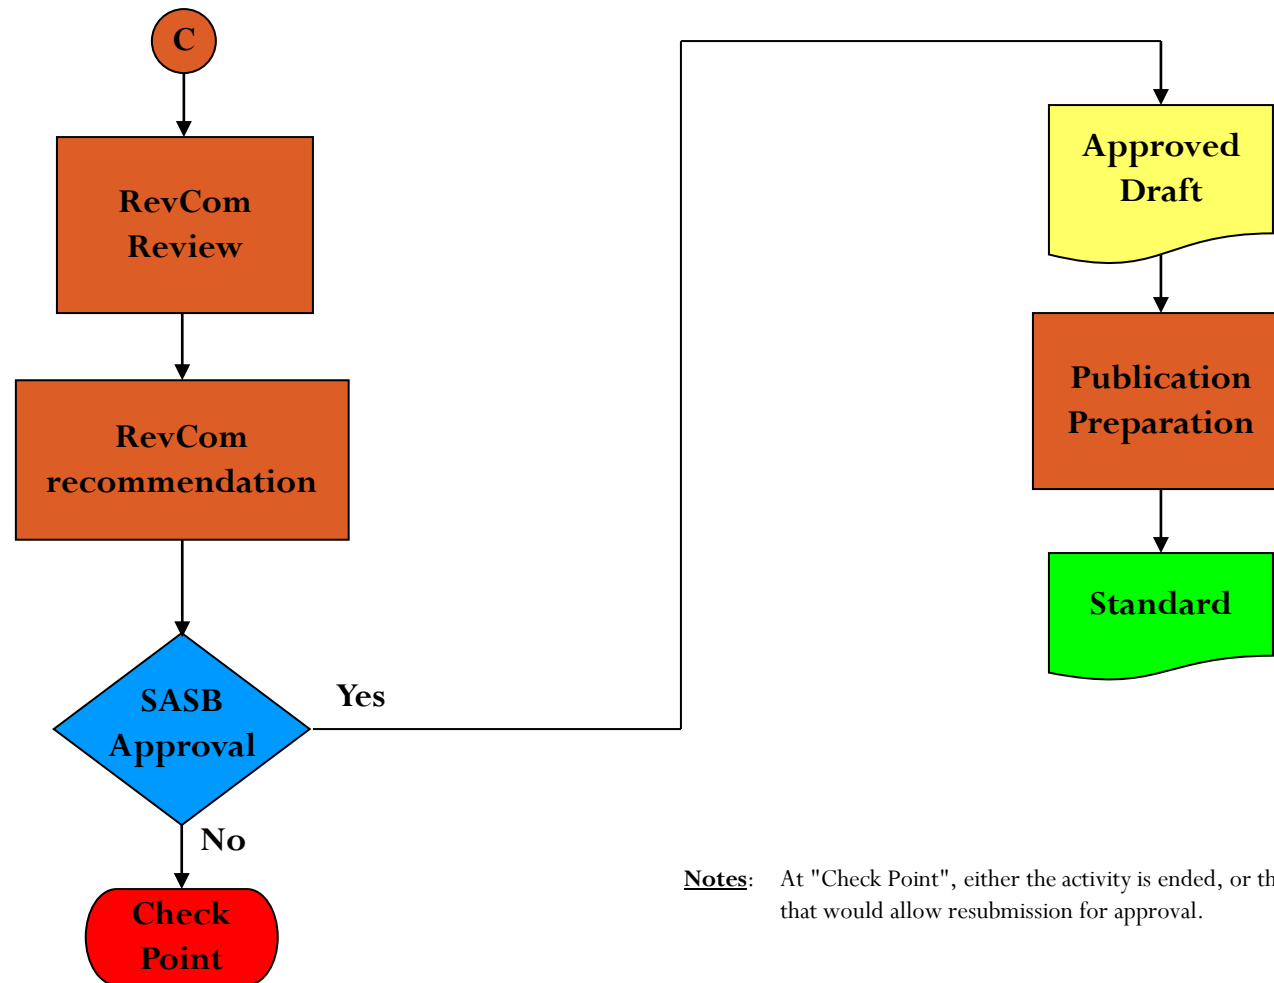 C
RevCom
Review
RevCom
recommendation
SASB
Approval
Yes
No
Check
Point
Approved
Draft
Publication
Preparation
Standard
Notes: At "Check Point", either the activity is ended, or
that would allow resubmission for approval.